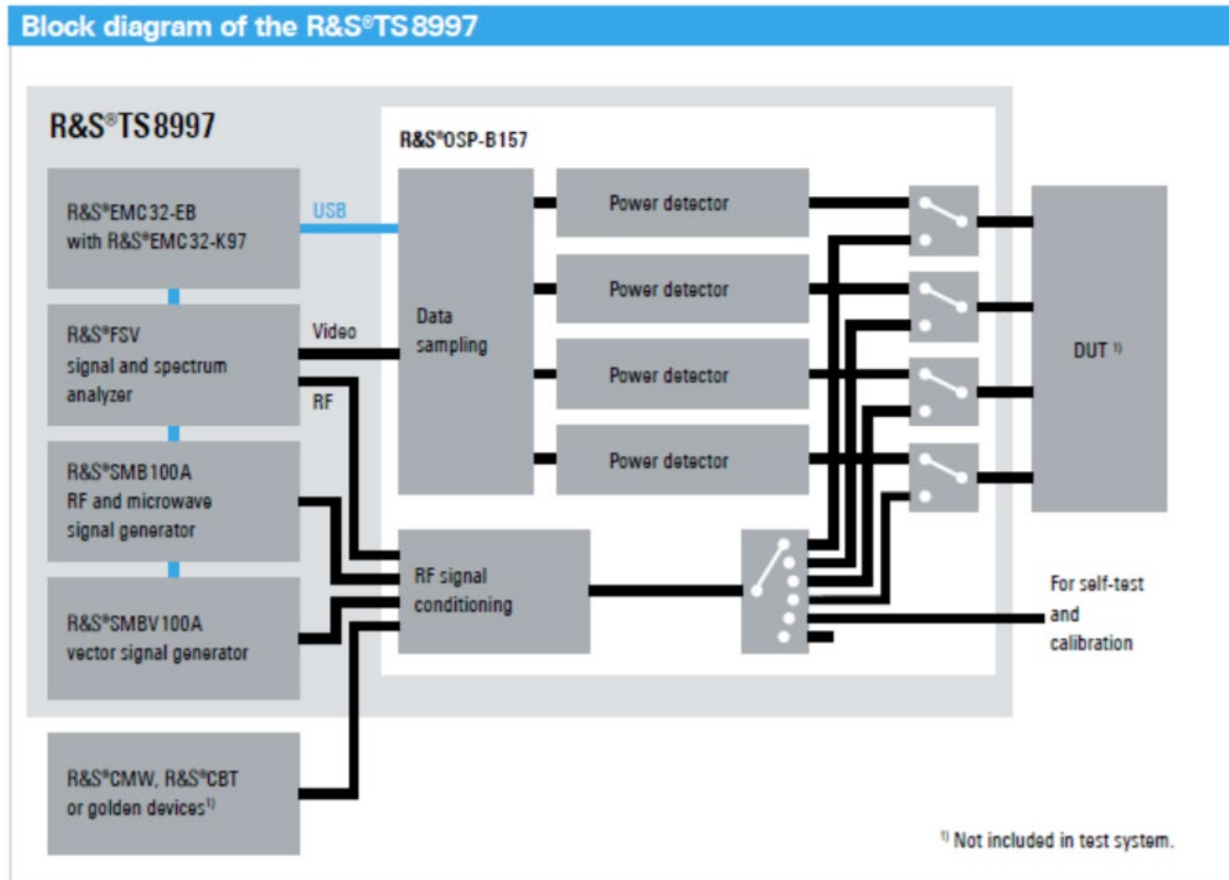 Block diagram of the R&S®TS8997
R&S®TS8997
R&S®OSP-B157
R&S®EMC32-EB
with R&S®EMC32-K97
USB
R&S®FSV
signal and spectrum
analyzer
Video
RF
R&S®SMB100A
RF and microwave
signal generator
R&S®SMBV100A
vector signal generator
R&S®CMW, R&S®CBT
or golden devices¹⁾
Data
sampling
Power detector
Power detector
Power detector
Power detector
RF signal
conditioning
DUT ¹⁾
For self-test
and
calibration
¹⁾ Not included in test system.